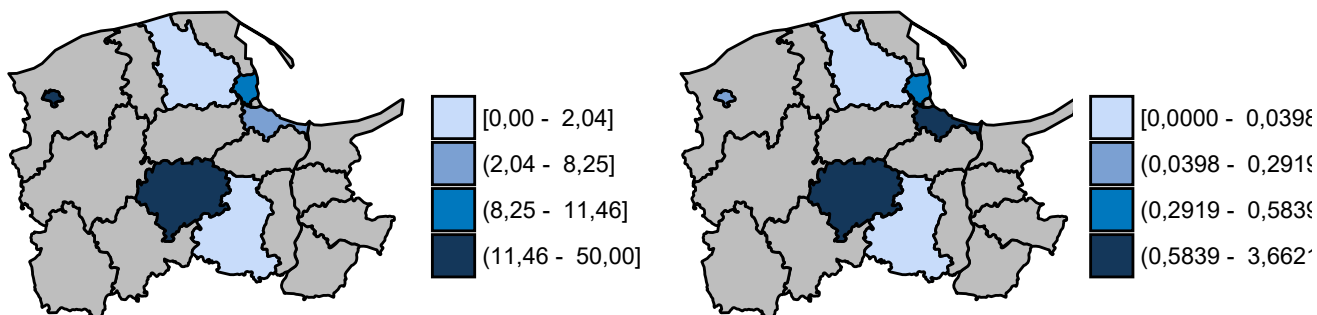 [0,00 - 2,04]
(2,04 - 8,25]
(8,25 - 11,46]
(11,46 - 50,00]
[0,0000 - 0,0398
(0,0398 - 0,2919
(0,2919 - 0,5839
(0,5839 - 3,6621